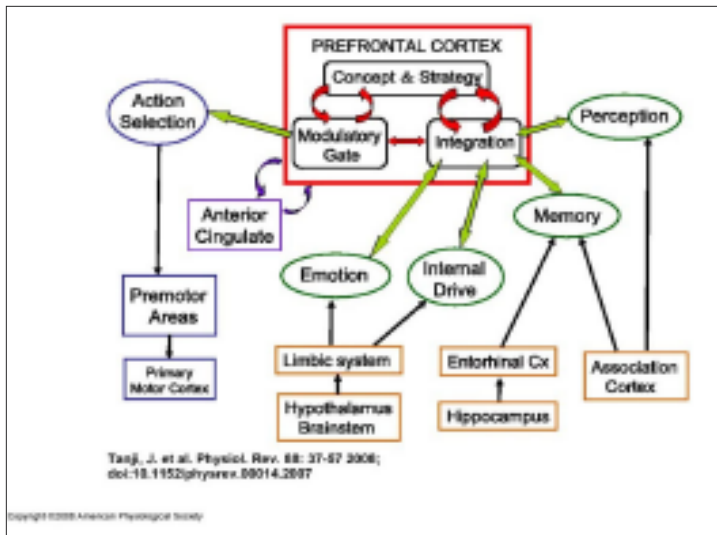 PREFRONTAL CORTEX
Concept & Strategy
Action
Selection
Modulatory
Gate
Integration
Perception
Anterior
Cingulate
Memory
Emotion
Internal
Drive
Premotor
Areas
Primary
Motor Cortex
Limbic system
Entorhinal Cx
Association
Cortex
Hypothalamus
Brainstem
Hippocampus
Tanji, J. et al. Physiol. Rev. 88: 37-57 2008;
doi:10.1152/physrev.00014.2007
Copyright ©2008 American Physiological Society